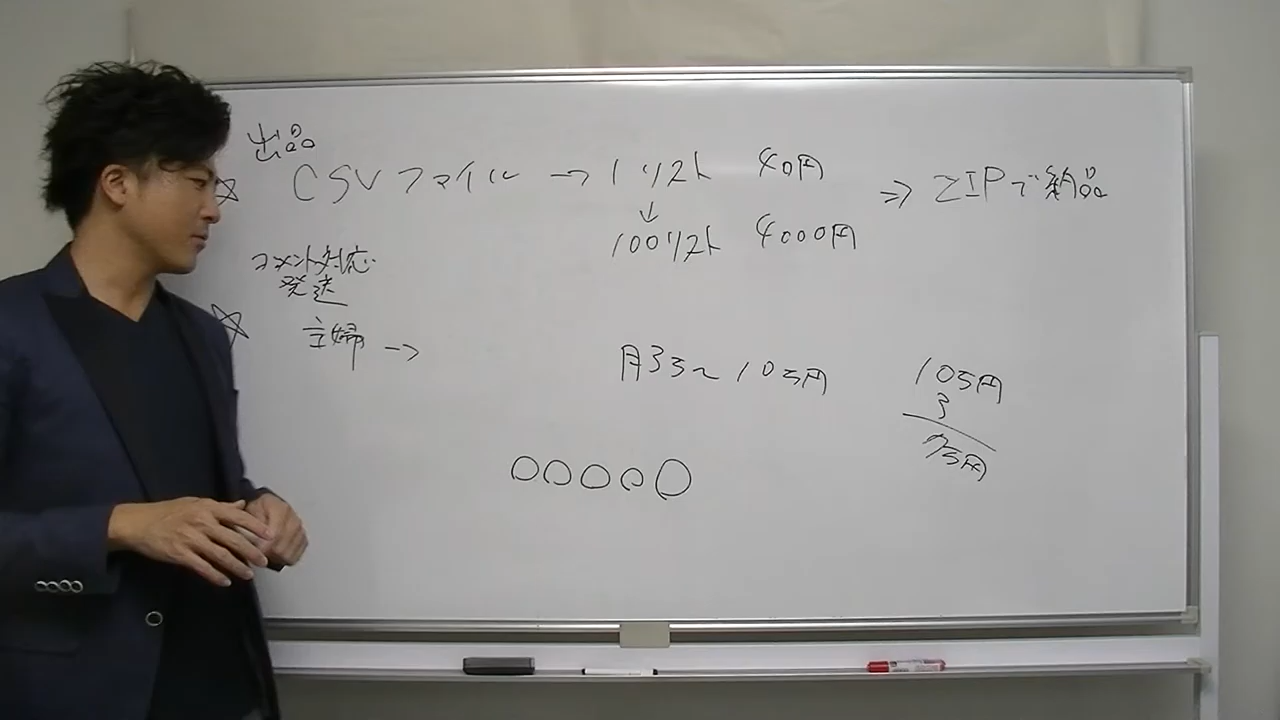 出品
☆ CSVファイル → 1リスト 40円 ⇒ ZIPで納品
↓
100リスト 4000円
コメント対応
発送
☆ 主婦 →
月3万~10万円
10万円
3
7万円
○○○○○